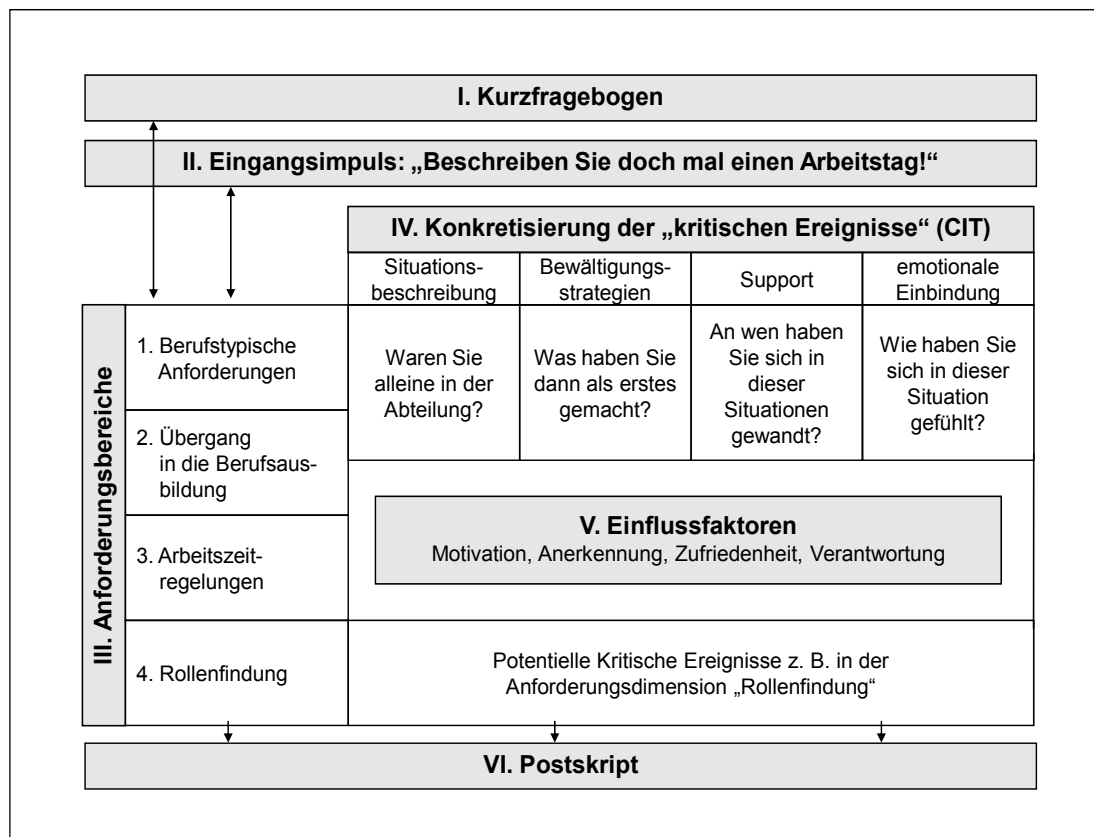 I. Kurzfragebogen
II. Eingangsimpuls: „Beschreiben Sie doch mal einen Arbeitstag!“
IV. Konkretisierung der „kritischen Ereignisse“ (CIT)
Situations-
beschreibung
Bewältigungs-
strategien
Support
emotionale
Einbindung
III. Anforderungsbereiche
1. Berufstypische
Anforderungen
Waren Sie
alleine in der
Abteilung?
Was haben Sie
dann als erstes
gemacht?
An wen haben
Sie sich in
dieser
Situationen
gewandt?
Wie haben Sie
sich in dieser
Situation
gefühlt?
2. Übergang
in die Berufsaus-
bildung
V. Einflussfaktoren
Motivation, Anerkennung, Zufriedenheit, Verantwortung
3. Arbeitszeit-
regelungen
4. Rollenfindung
Potentielle Kritische Ereignisse z. B. in der
Anforderungsdimension „Rollenfindung“
VI. Postskript